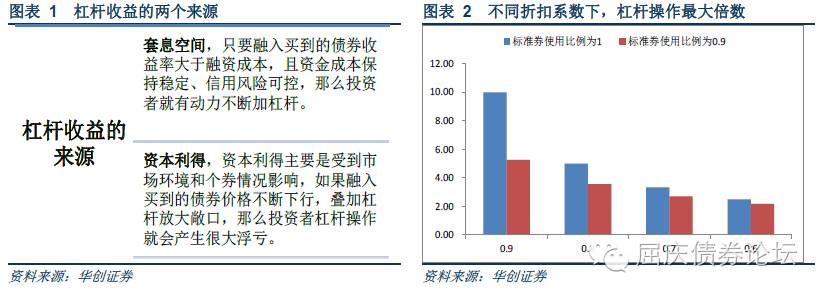 图表 1 杠杆收益的两个来源
杠杆收益的
来源
套息空间，只要融入买到的债券收
益率大于融资成本，且资金成本保
持稳定、信用风险可控，那么投资
者就有动力不断加杠杆。
资本利得，资本利得主要是受到市
场环境和个券情况影响，如果融入
买到的债券价格不断下行，叠加杠
杆放大敞口，那么投资者杠杆操作
就会产生很大浮亏。
资料来源：华创证券
图表 2 不同折扣系数下，杠杆操作最大倍数
标准券使用比例为1 标准券使用比例为0.9
12.00
10.00
8.00
6.00
4.00
2.00
0.00
0.9
屈庆债券论坛
资料来源：华创证券